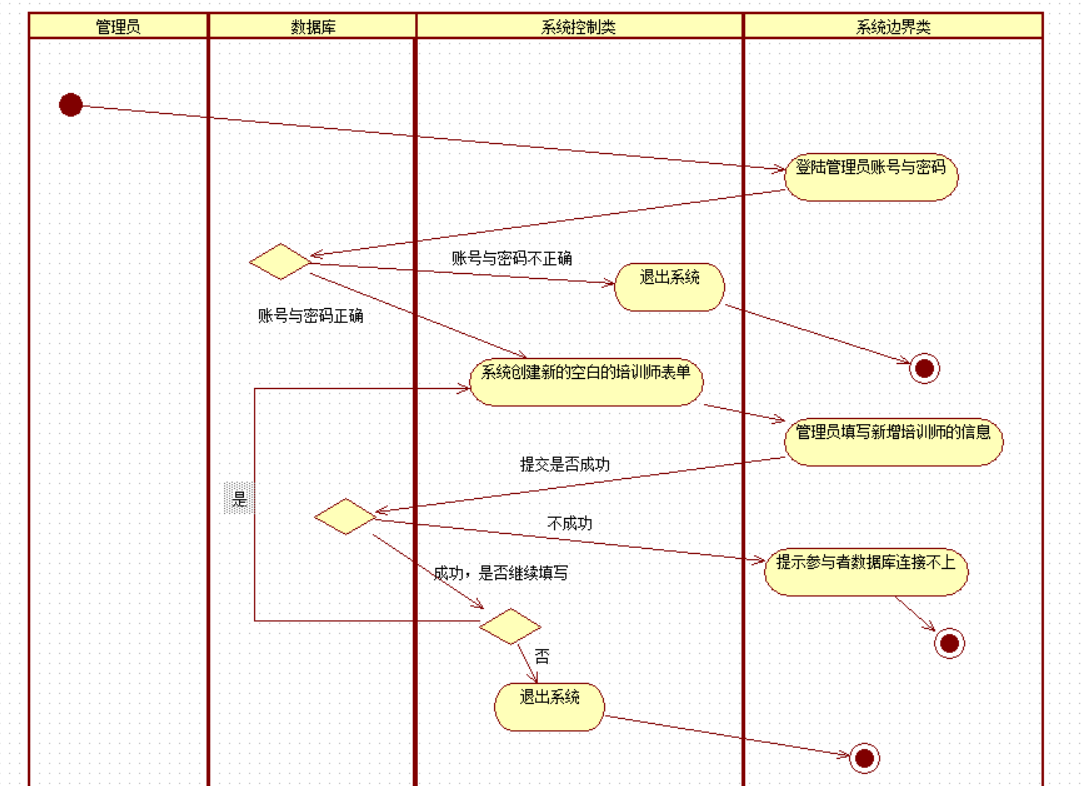 管理员
数据库
系统控制类
系统边界类
登陆管理员账号与密码
账号与密码不正确
退出系统
账号与密码正确
系统创建新的空白的培训师表单
管理员填写新增培训师的信息
提交是否成功
是
不成功
提示参与者数据库连接不上
成功，是否继续填写
否
退出系统